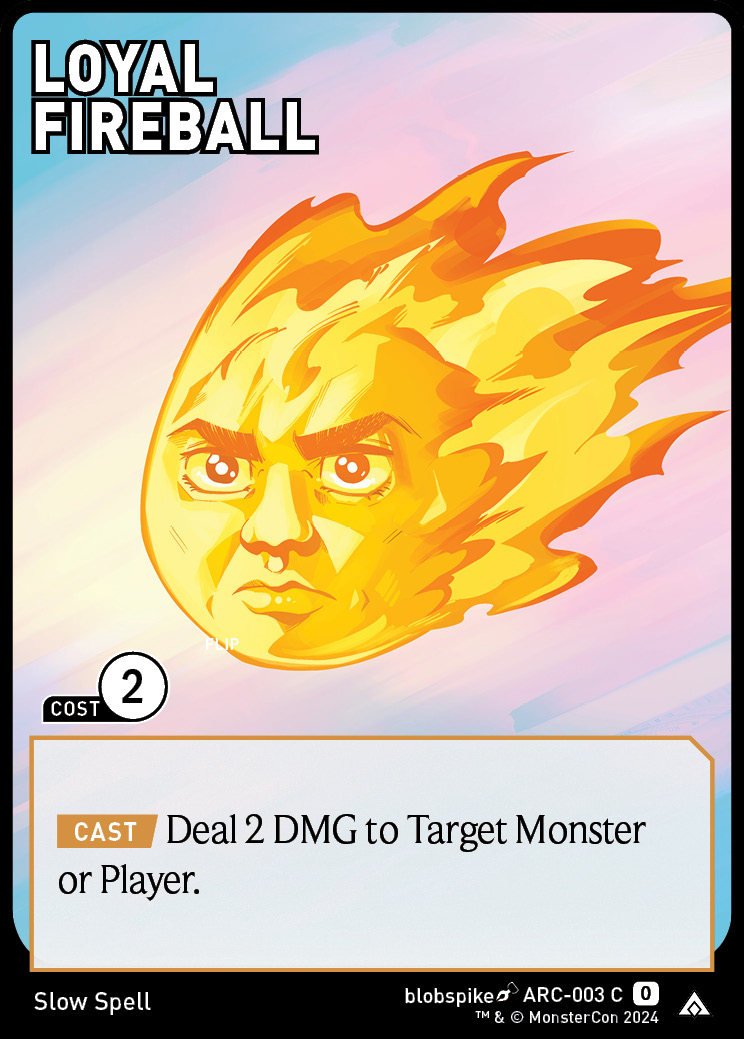 LOYAL
FIREBALL
FLIP
COST 2
CAST Deal 2 DMG to Target Monster
or Player.
Slow Spell
blobspike ARC-003 C 0
™ & © MonsterCon 2024